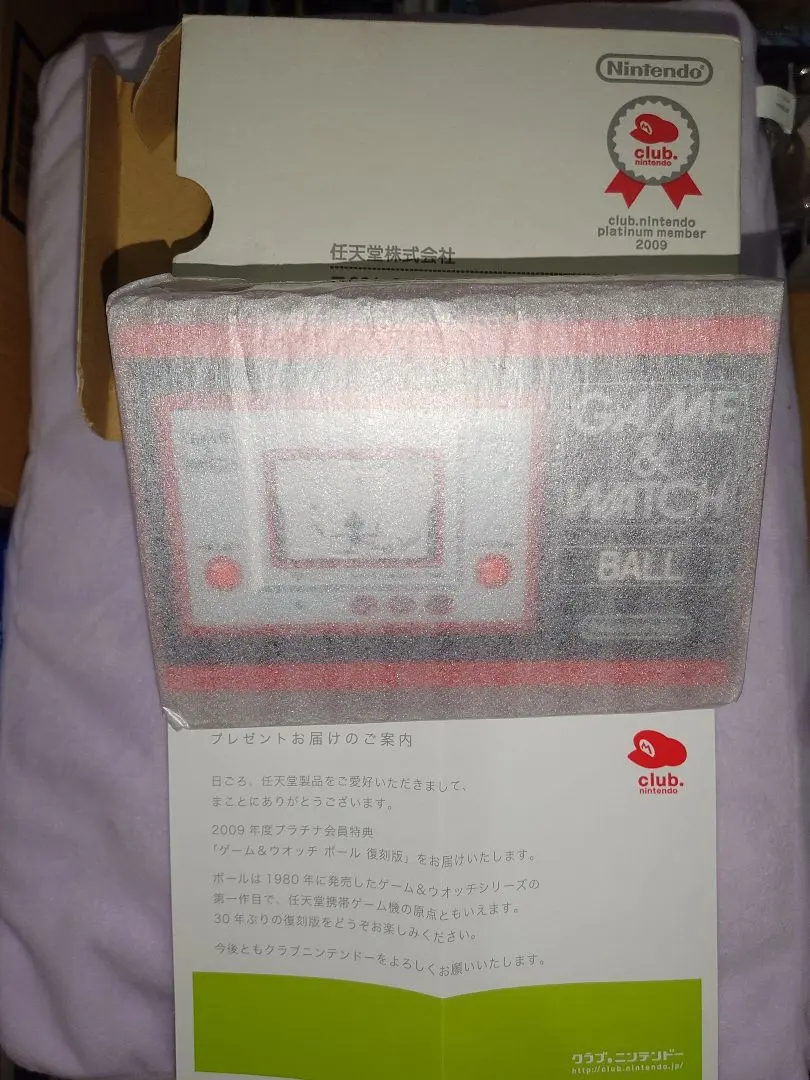 Nintendo®
club.
nintendo
club.nintendo
platinum member
2009
任天堂株式会社
GAME
&
WATCH
BALL
プレゼントお届けのご案内
club.
nintendo
日ごろ、任天堂製品をご愛好いただきまして、
まことにありがとうございます。
2009年度プラチナ会員特典
「ゲーム&ウオッチ ボール 復刻版」をお届けいたします。
ボールは1980年に発売したゲーム&ウオッチシリーズの
第一作目で、任天堂携帯ゲーム機の原点ともいえます。
30年ぶりの復刻版をどうぞお楽しみください。
今後ともクラブニンテンドーをよろしくお願いいたします。
クラブニンテンドー
http://club.nintendo.jp/